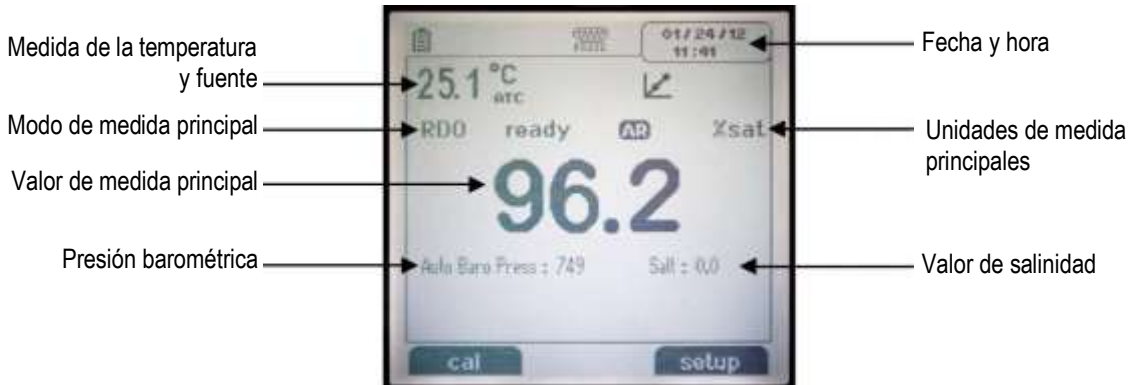 Medida de la temperatura
y fuente
Modo de medida principal
Valor de medida principal
Presión barométrica
01/24/12
11:41
25.1 °C
ATC
RDO ready AR %sat
96.2
Auto Baro Press : 749 Sall : 0.0
cal setup
Fecha y hora
Unidades de medida
principales
Valor de salinidad